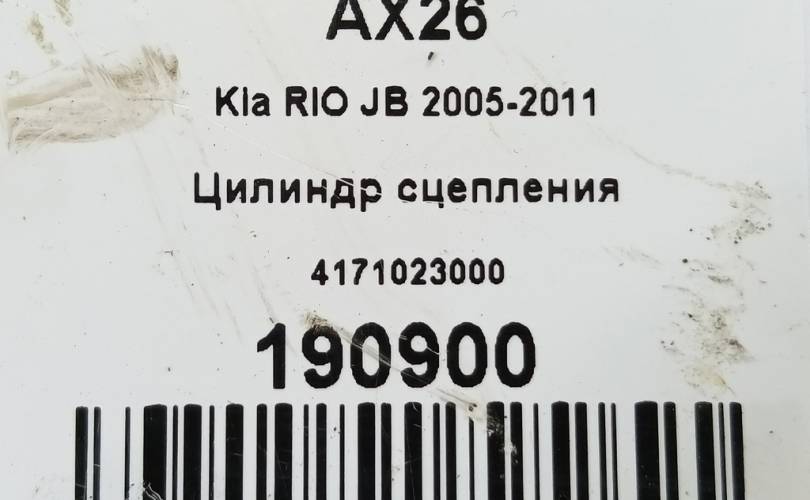 AX26
Kia RIO JB 2005-2011
Цилиндр сцепления
4171023000
190900